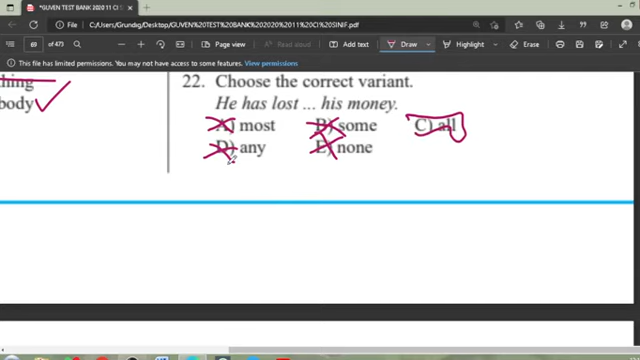 *GUVEN TEST BANK 2020 11 CI SI
File C:/Users/Grundig/Desktop/GUVEN%20TEST%20BANK%202020%2011%20CI%20SINIF.pdf
69 of 473 Page view Read aloud Add text Draw Highlight Erase
This file has limited permissions. You may not have access to some features. View permissions
thing
body
22. Choose the correct variant.
He has lost ... his money.
A) most B) some C) all
D) any E) none